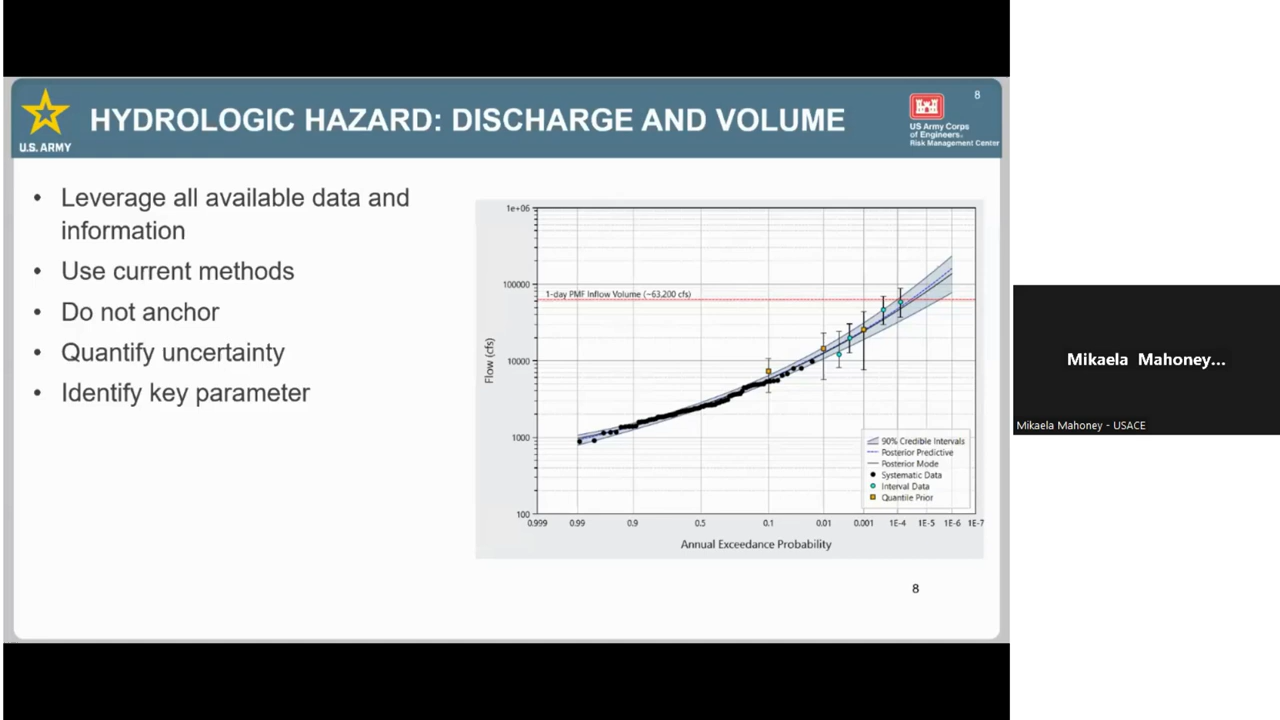 8
HYDROLOGIC HAZARD: DISCHARGE AND VOLUME
U.S. ARMY
US Army Corps
of Engineers.
Risk Management Center
• Leverage all available data and
information
• Use current methods
• Do not anchor
• Quantify uncertainty
• Identify key parameter
1e+06
100000
10000
1000
100
Flow (cfs)
1-day PMF Inflow Volume (~63,200 cfs)
90% Credible Intervals
Posterior Predictive
Posterior Mode
Systematic Data
Interval Data
Quantile Prior
0.999 0.99 0.9 0.5 0.1 0.01 0.001 1E-4 1E-5 1E-6 1E-7
Annual Exceedance Probability
8
Mikaela Mahoney...
Mikaela Mahoney - USACE